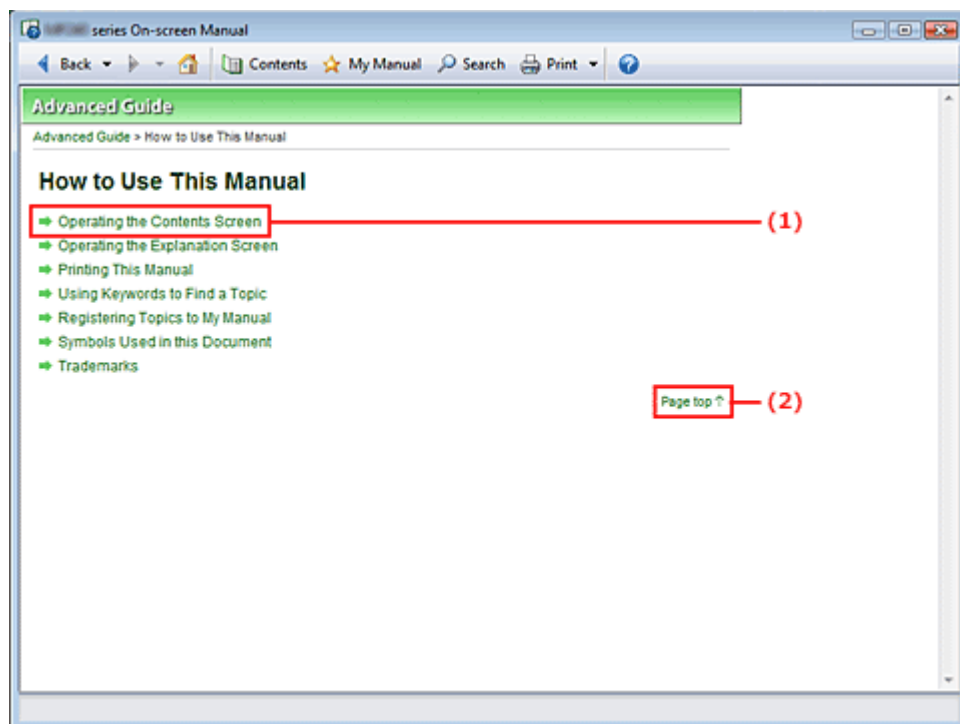 series On-screen Manual
Back Contents My Manual Search Print
Advanced Guide
Advanced Guide > How to Use This Manual
How to Use This Manual
Operating the Contents Screen (1)
Operating the Explanation Screen
Printing This Manual
Using Keywords to Find a Topic
Registering Topics to My Manual
Symbols Used in this Document
Trademarks
Page top ↑ (2)